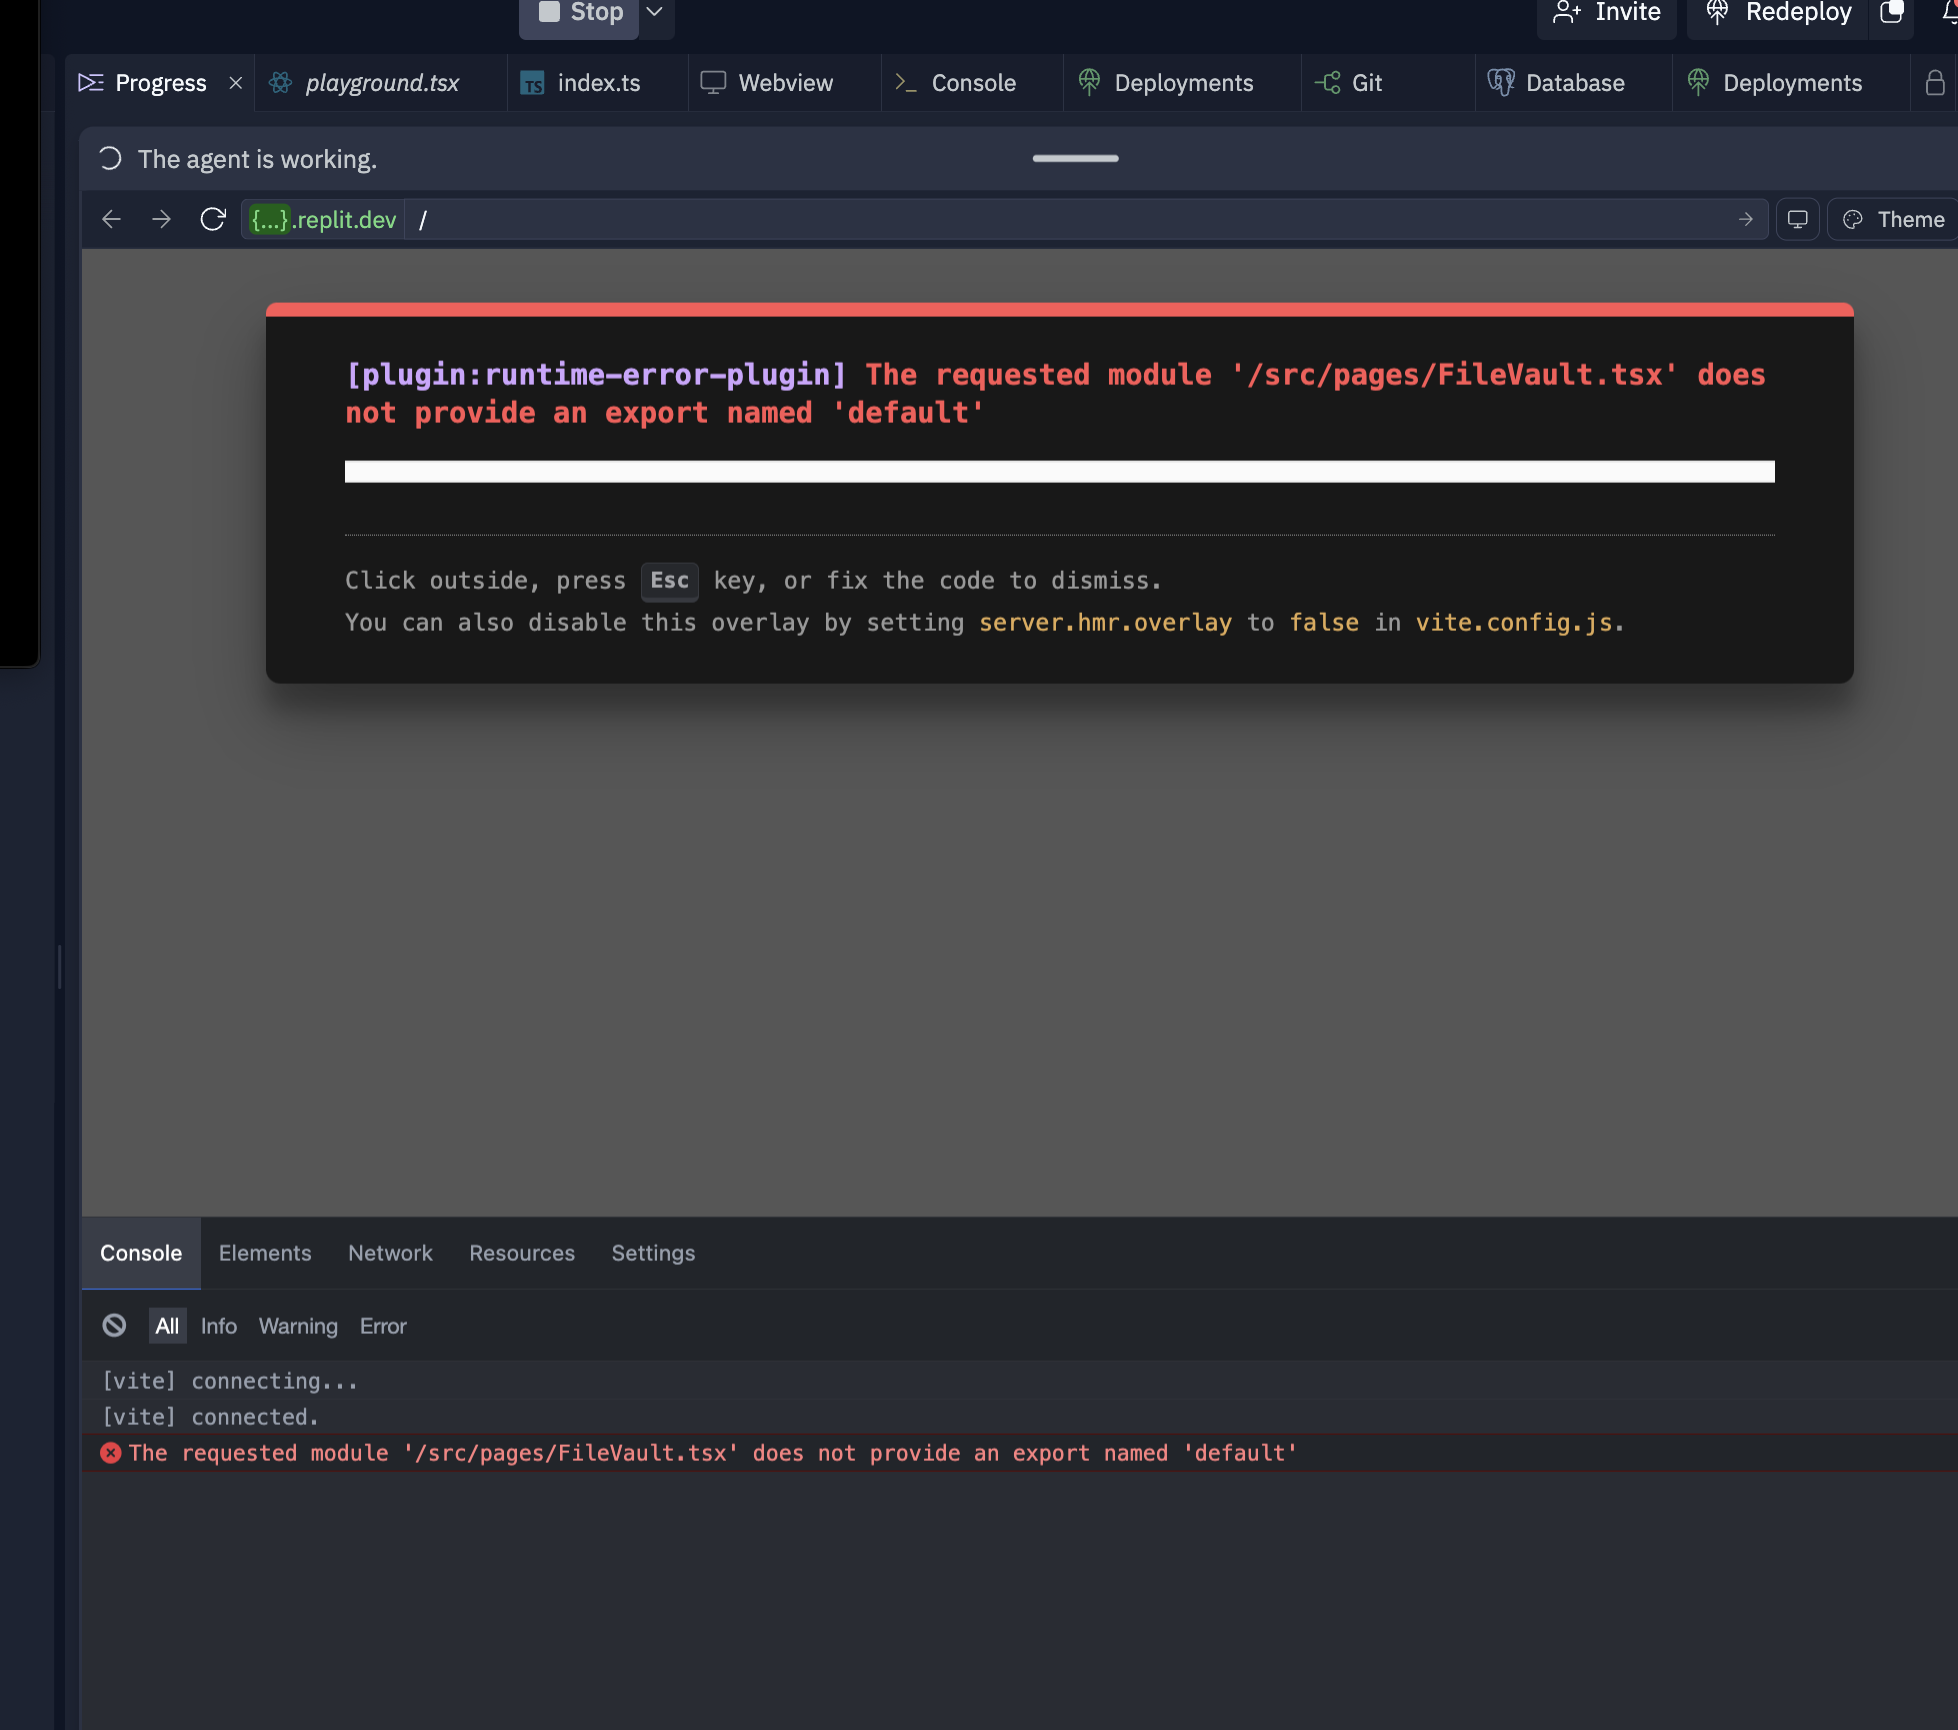 Stop
Invite
Redeploy
Progress
playground.tsx
TS index.ts
Webview
Console
Deployments
Git
Database
Deployments
The agent is working.
{...}.replit.dev /
Theme
[plugin:runtime-error-plugin] The requested module '/src/pages/FileVault.tsx' does
not provide an export named 'default'
Click outside, press Esc key, or fix the code to dismiss.
You can also disable this overlay by setting server.hmr.overlay to false in vite.config.js.
Console
Elements
Network
Resources
Settings
All
Info
Warning
Error
[vite] connecting...
[vite] connected.
The requested module '/src/pages/FileVault.tsx' does not provide an export named 'default'